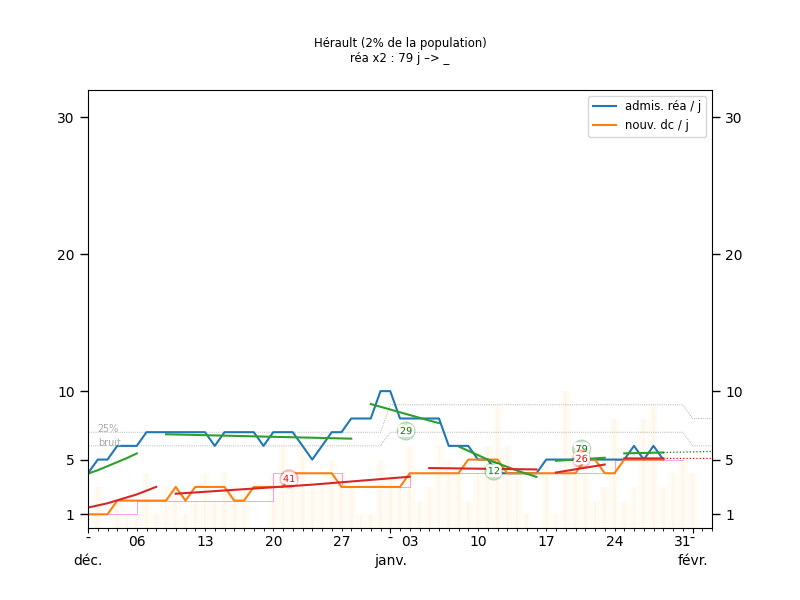 Hérault (2% de la population)
réa x2 : 79 j –> _
admis. réa / j
nouv. dc / j
30 30
20 20
10 10
25%
bruit
29
79
26
12
41
5 5
1 1
- 06 13 20 27 - 03 10 17 24 31 -
déc. janv. févr.